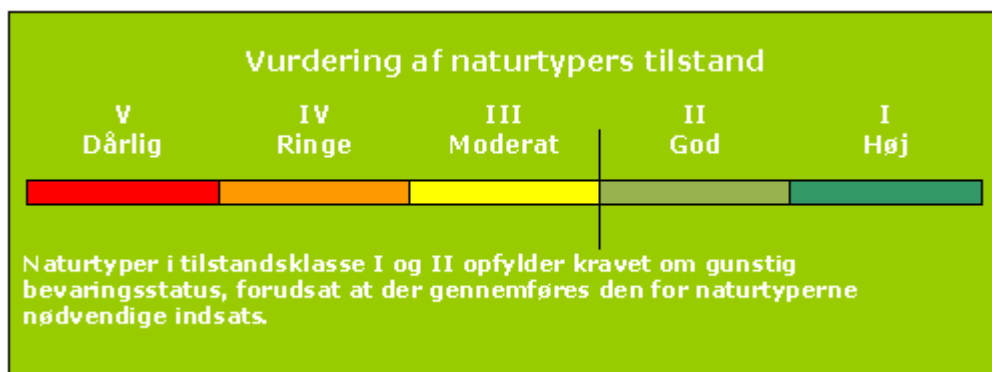 Vurdering af naturtypers tilstand
V IV III II I
Dårlig Ringe Moderat God Høj
Naturtyper i tilstandsklasse I og II opfylder kravet om gunstig
bevaringsstatus, forudsat at der gennemføres den for naturtyperne
nødvendige indsats.